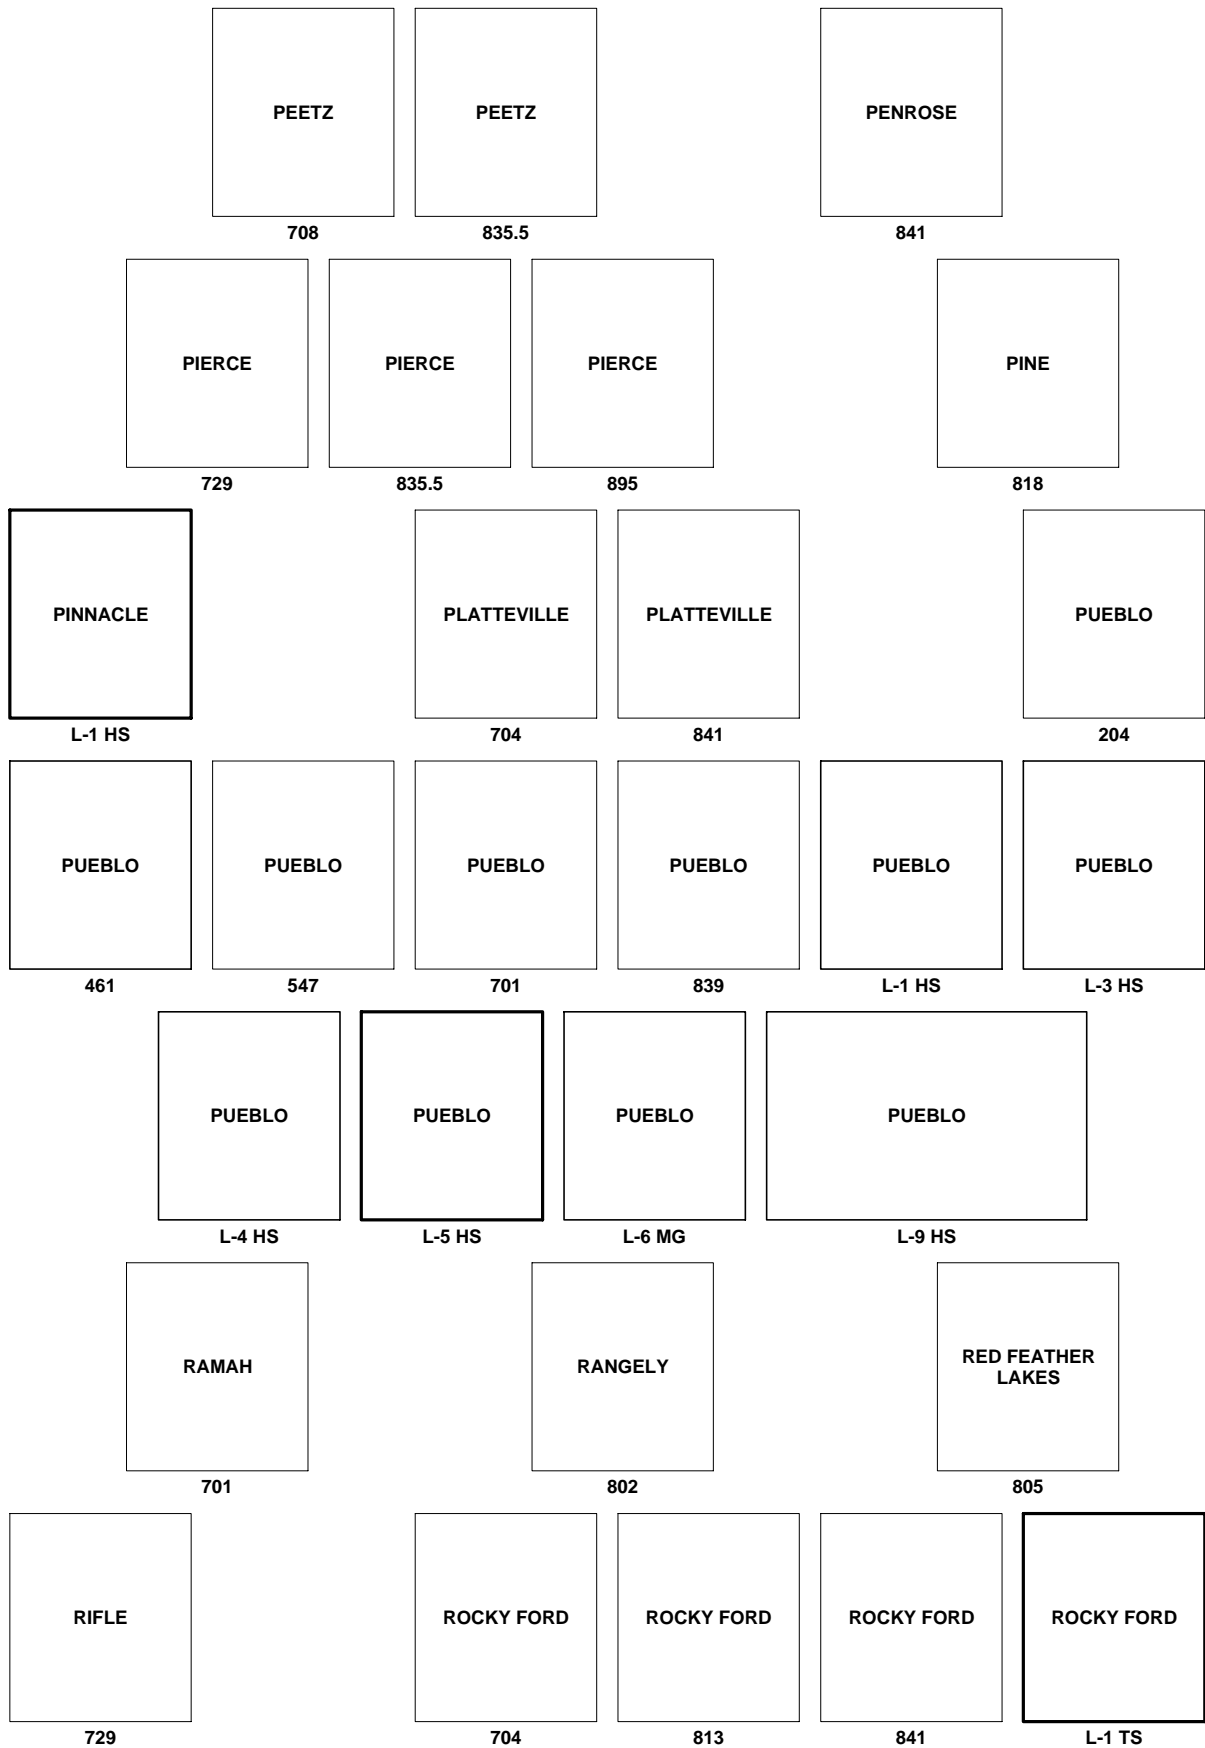 PEETZ PEETZ PENROSE
708 835.5 841
PIERCE PIERCE PIERCE PINE
729 835.5 895 818
PINNACLE PLATTEVILLE PLATTEVILLE PUEBLO
L-1 HS 704 841 204
PUEBLO PUEBLO PUEBLO PUEBLO PUEBLO PUEBLO
461 547 701 839 L-1 HS L-3 HS
PUEBLO PUEBLO PUEBLO PUEBLO
L-4 HS L-5 HS L-6 MG L-9 HS
RAMAH RANGELY RED FEATHER
LAKES
701 802 805
RIFLE ROCKY FORD ROCKY FORD ROCKY FORD ROCKY FORD
729 704 813 841 L-1 TS